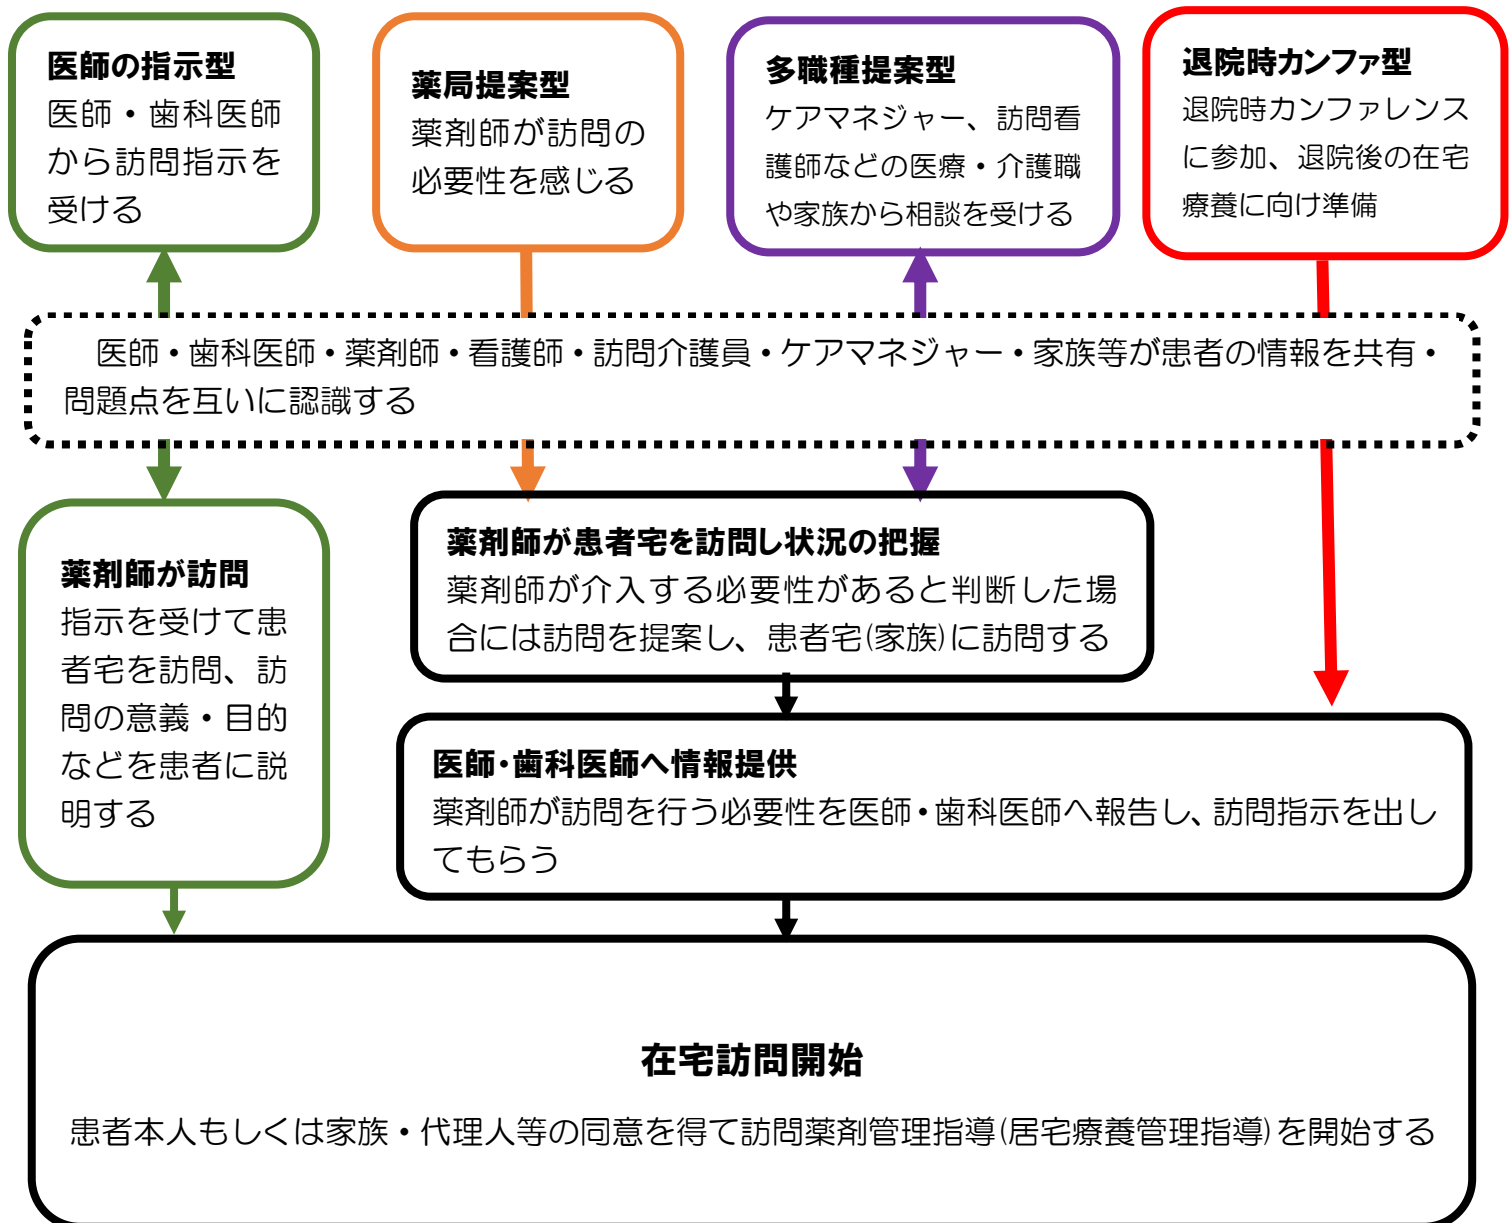 医師の指示型
医師・歯科医師
から訪問指示を
受ける
薬局提案型
薬剤師が訪問の
必要性を感じる
多職種提案型
ケアマネジャー、訪問看
護師などの医療・介護職
や家族から相談を受ける
退院時カンファ型
退院時カンファレンス
に参加、退院後の在宅
療養に向け準備
医師・歯科医師・薬剤師・看護師・訪問介護員・ケアマネジャー・家族等が患者の情報を共有・
問題点を互いに認識する
薬剤師が訪問
指示を受けて患
者宅を訪問、訪
問の意義・目的
などを患者に説
明する
薬剤師が患者宅を訪問し状況の把握
薬剤師が介入する必要性があると判断した場
合には訪問を提案し、患者宅(家族)に訪問する
医師・歯科医師へ情報提供
薬剤師が訪問を行う必要性を医師・歯科医師へ報告し、訪問指示を出し
てもらう
在宅訪問開始
患者本人もしくは家族・代理人等の同意を得て訪問薬剤管理指導(居宅療養管理指導)を開始する